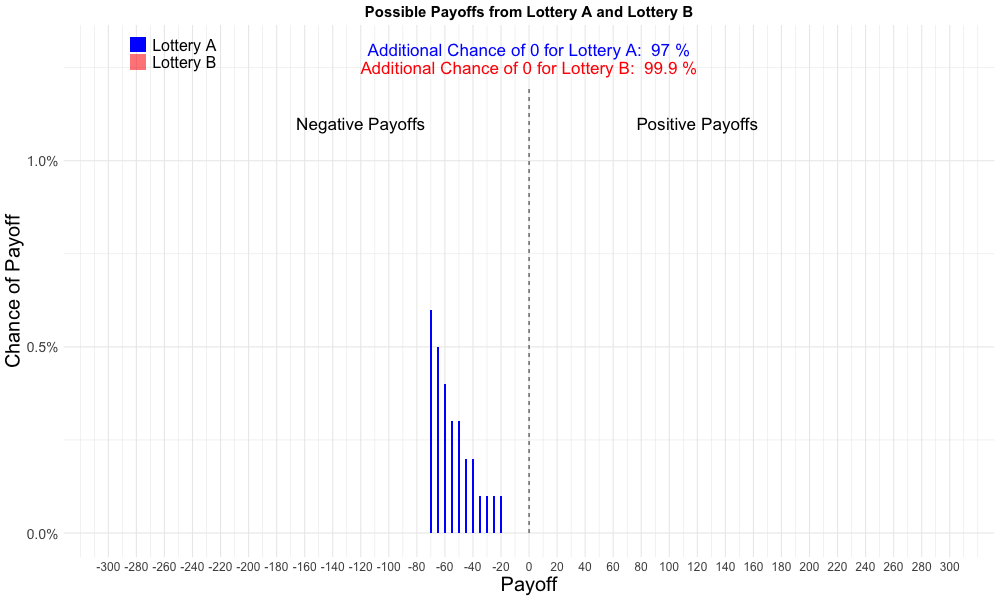 Possible Payoffs from Lottery A and Lottery B
Lottery A
Lottery B
Additional Chance of 0 for Lottery A:  97 %
Additional Chance of 0 for Lottery B:  99.9 %
Negative Payoffs
Positive Payoffs
Chance of Payoff
1.0%
0.5%
0.0%
-300 -280 -260 -240 -220 -200 -180 -160 -140 -120 -100 -80 -60 -40 -20 0 20 40 60 80 100 120 140 160 180 200 220 240 260 280 300
Payoff